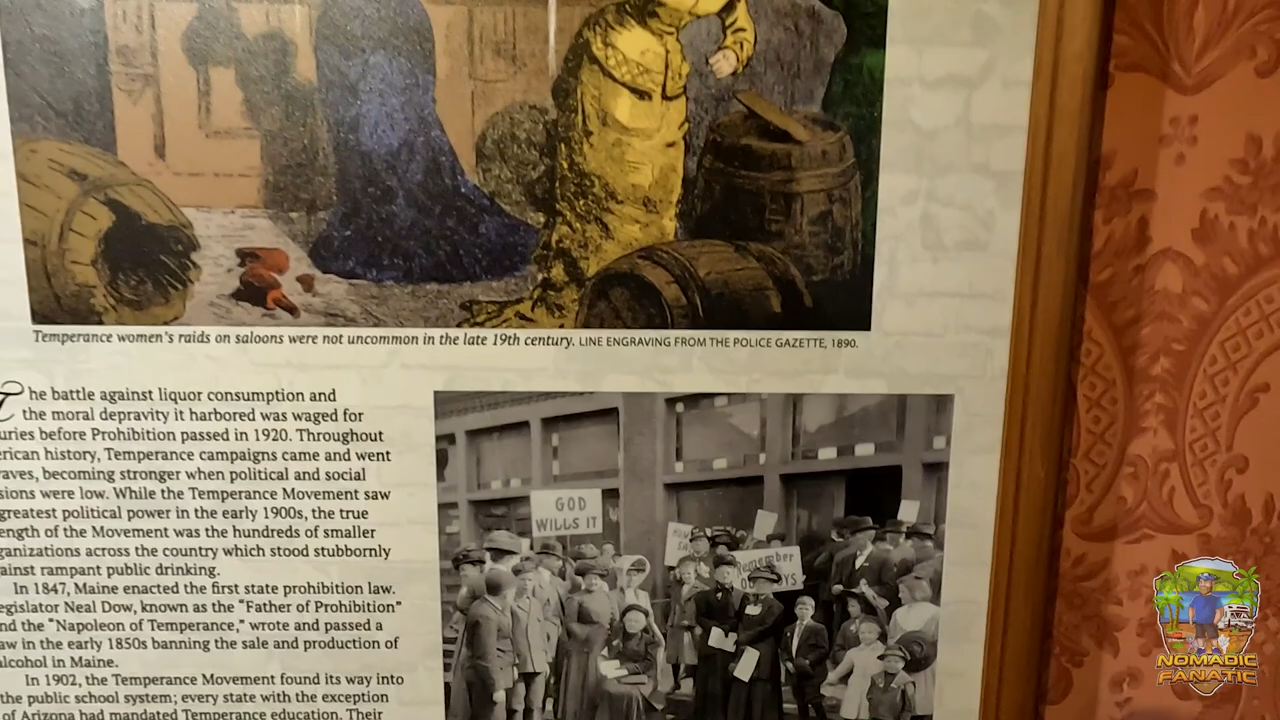 Temperance women's raids on saloons were not uncommon in the late 19th century. LINE ENGRAVING FROM THE POLICE GAZETTE, 1890.
The battle against liquor consumption and
the moral depravity it harbored was waged for
uries before Prohibition passed in 1920. Throughout
erican history, Temperance campaigns came and went
aves, becoming stronger when political and social
sions were low. While the Temperance Movement saw
greatest political power in the early 1900s, the true
ength of the Movement was the hundreds of smaller
ganizations across the country which stood stubbornly
ainst rampant public drinking.
In 1847, Maine enacted the first state prohibition law.
egislator Neal Dow, known as the "Father of Prohibition"
nd the "Napoleon of Temperance," wrote and passed a
aw in the early 1850s banning the sale and production of
alcohol in Maine.
In 1902, the Temperance Movement found its way into
the public school system; every state with the exception
of Arizona had mandated Temperance education. Their
GOD
WILLS IT
Remember
NOMADIC
FANATIC